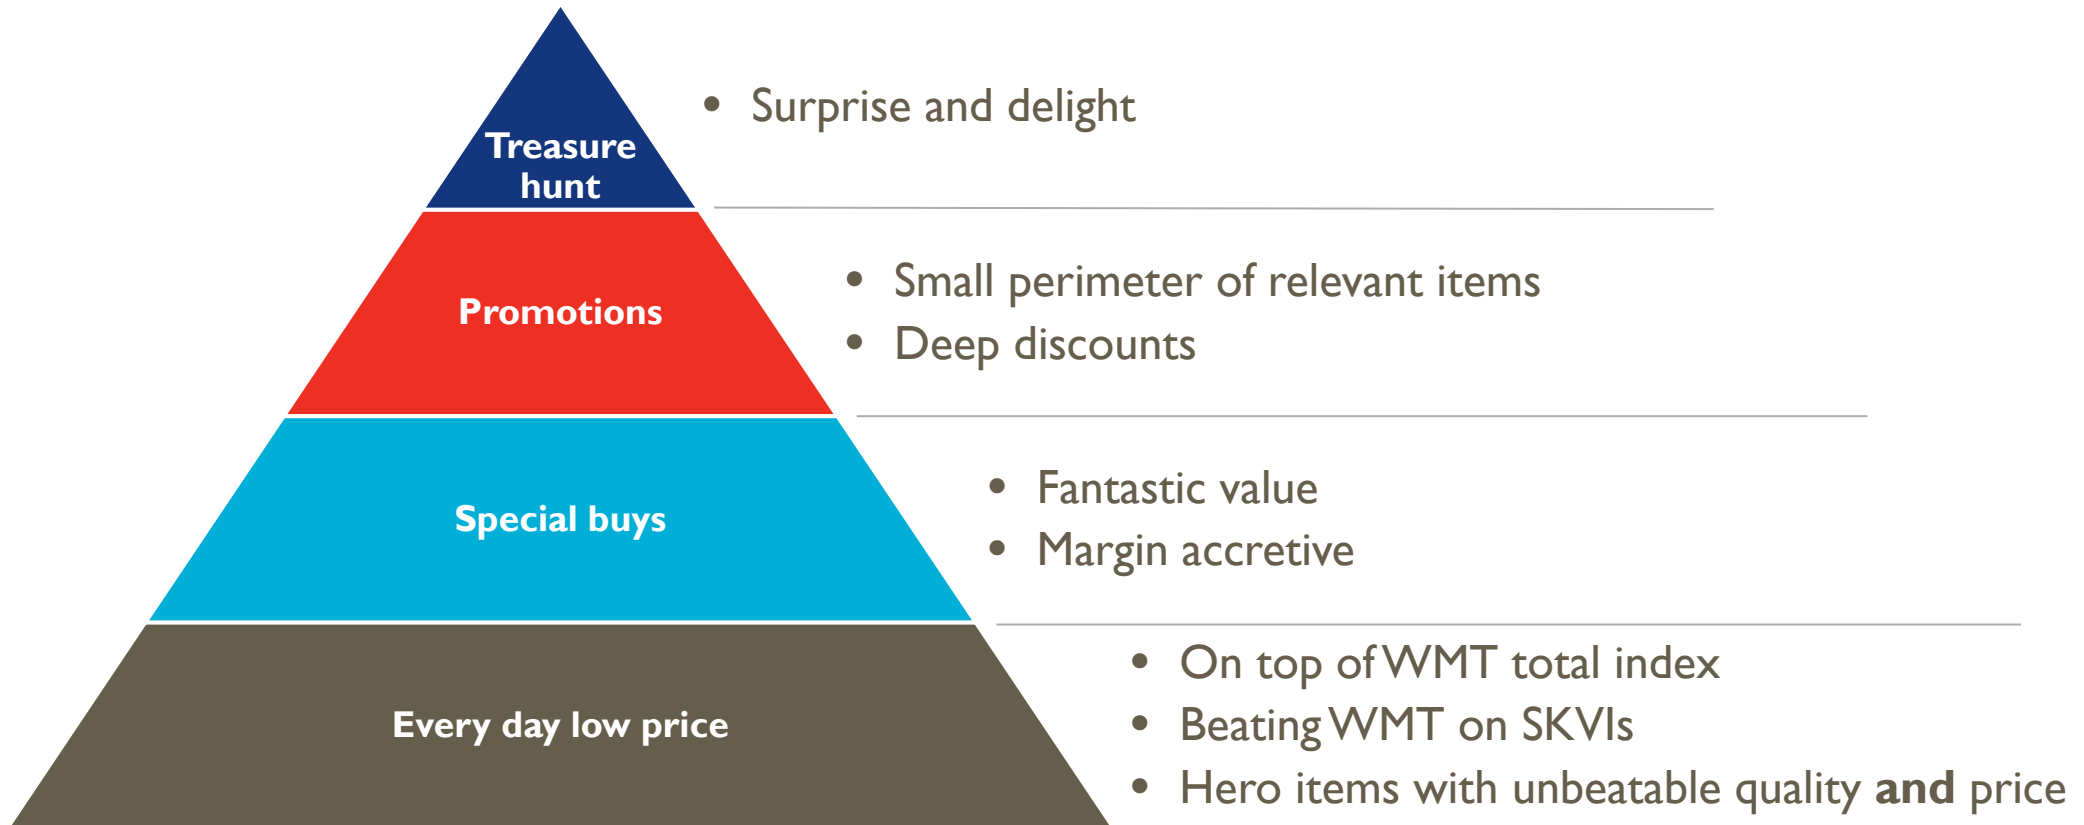 Treasure
hunt
• Surprise and delight
Promotions
• Small perimeter of relevant items
• Deep discounts
Special buys
• Fantastic value
• Margin accretive
Every day low price
• On top of WMT total index
• Beating WMT on SKVIs
• Hero items with unbeatable quality and price